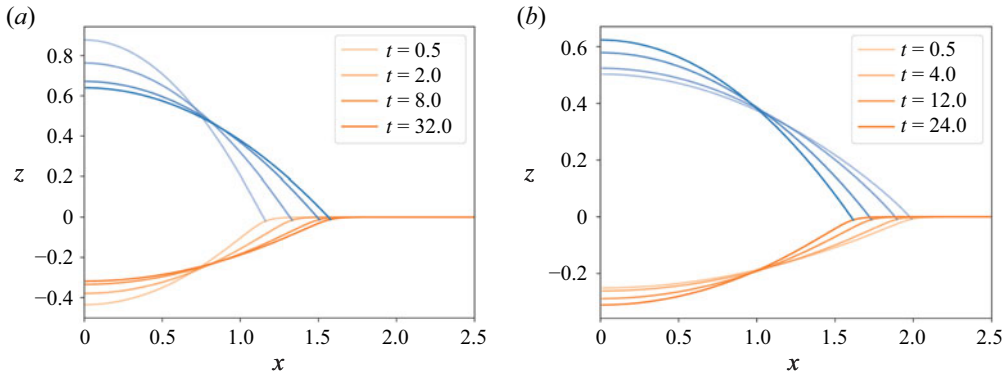 (a)
0.8
0.6
0.4
0.2
0
−0.2
−0.4
z
0 0.5 1.0 1.5 2.0 2.5
x
t = 0.5
t = 2.0
t = 8.0
t = 32.0
(b)
0.6
0.4
0.2
0
−0.2
z
0 0.5 1.0 1.5 2.0 2.5
x
t = 0.5
t = 4.0
t = 12.0
t = 24.0